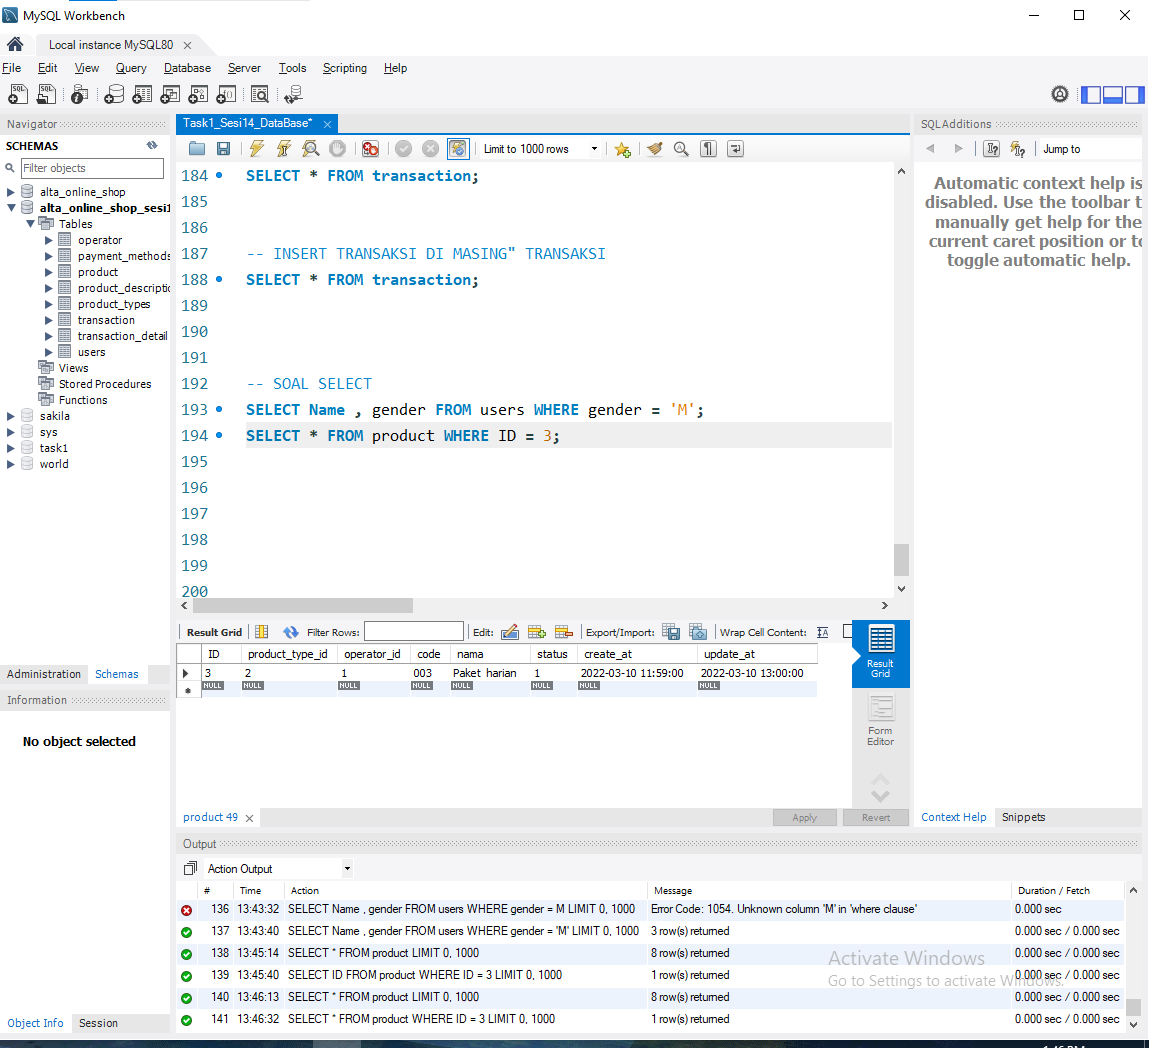 MySQL Workbench
Local instance MySQL80
File Edit View Query Database Server Tools Scripting Help
Navigator
SCHEMAS
Filter objects
alta_online_shop
alta_online_shop_sesi1
Tables
operator
payment_methods
product
product_descriptio
product_types
transaction
transaction_detail
users
Views
Stored Procedures
Functions
sakila
sys
task1
world
Administration Schemas
Information
No object selected
Object Info Session
Task1_Sesi14_DataBase*
Limit to 1000 rows
184 SELECT * FROM transaction;
185
186
187 -- INSERT TRANSAKSI DI MASING" TRANSAKSI
188 SELECT * FROM transaction;
189
190
191
192 -- SOAL SELECT
193 SELECT Name , gender FROM users WHERE gender = 'M';
194 SELECT * FROM product WHERE ID = 3;
195
196
197
198
199
200
Result Grid Filter Rows: Edit: Export/Import: Wrap Cell Content:
ID product_type_id operator_id code nama status create_at update_at
3 2 1 003 Paket harian 1 2022-03-10 11:59:00 2022-03-10 13:00:00
NULL NULL NULL NULL NULL NULL NULL NULL
Result
Grid
Form
Editor
product 49
Apply Revert
SQLAdditions
Jump to
Automatic context help is
disabled. Use the toolbar t
manually get help for the
current caret position or to
toggle automatic help.
Context Help Snippets
Output
Action Output
# Time Action Message Duration / Fetch
136 13:43:32 SELECT Name , gender FROM users WHERE gender = M LIMIT 0, 1000 Error Code: 1054. Unknown column 'M' in 'where clause' 0.000 sec
137 13:43:40 SELECT Name , gender FROM users WHERE gender = 'M' LIMIT 0, 1000 3 row(s) returned 0.000 sec / 0.000 sec
138 13:45:14 SELECT * FROM product LIMIT 0, 1000 8 row(s) returned 0.000 sec / 0.000 sec
139 13:45:40 SELECT ID FROM product WHERE ID = 3 LIMIT 0, 1000 1 row(s) returned 0.000 sec / 0.000 sec
140 13:46:13 SELECT * FROM product LIMIT 0, 1000 8 row(s) returned 0.000 sec / 0.000 sec
141 13:46:32 SELECT * FROM product WHERE ID = 3 LIMIT 0, 1000 1 row(s) returned 0.000 sec / 0.000 sec
Activate Windows
Go to Settings to activate Windows.